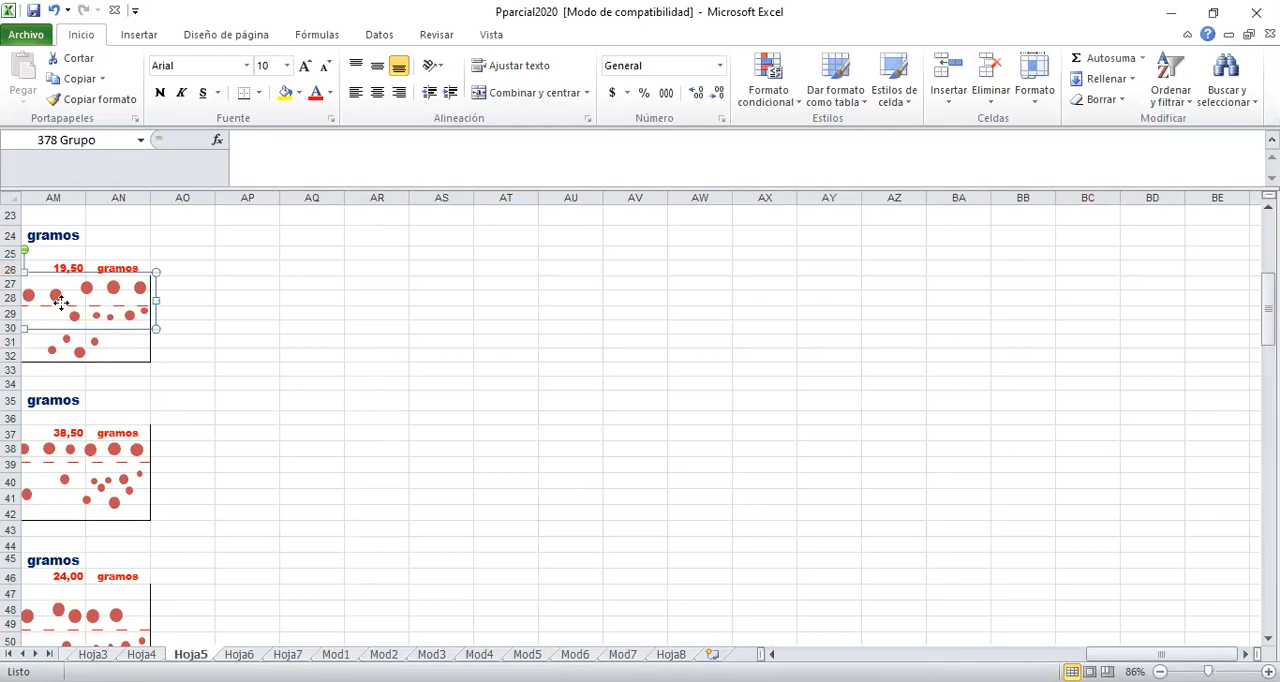 Pparcial2020 [Modo de compatibilidad] - Microsoft Excel
Archivo Inicio Insertar Diseño de página Fórmulas Datos Revisar Vista
Pegar
Cortar
Copiar
Copiar formato
Portapapeles
Arial 10
N K S
Fuente
Ajustar texto
Combinar y centrar
Alineación
General
$ % 000
Número
Formato condicional
Dar formato como tabla
Estilos de celda
Estilos
Insertar Eliminar Formato
Celdas
Autosuma
Rellenar
Borrar
Ordenar y filtrar
Buscar y seleccionar
Modificar
378 Grupo fx
AM AN AO AP AQ AR AS AT AU AV AW AX AY AZ BA BB BC BD BE
23
24 gramos
25
26 19,50 gramos
27
28
29
30
31
32
33
34
35 gramos
36
37 38,50 gramos
38
39
40
41
42
43
44
45 gramos
46 24,00 gramos
47
48
49
50
Hoja3 Hoja4 Hoja5 Hoja6 Hoja7 Mod1 Mod2 Mod3 Mod4 Mod5 Mod6 Mod7 Hoja8
Listo 86%